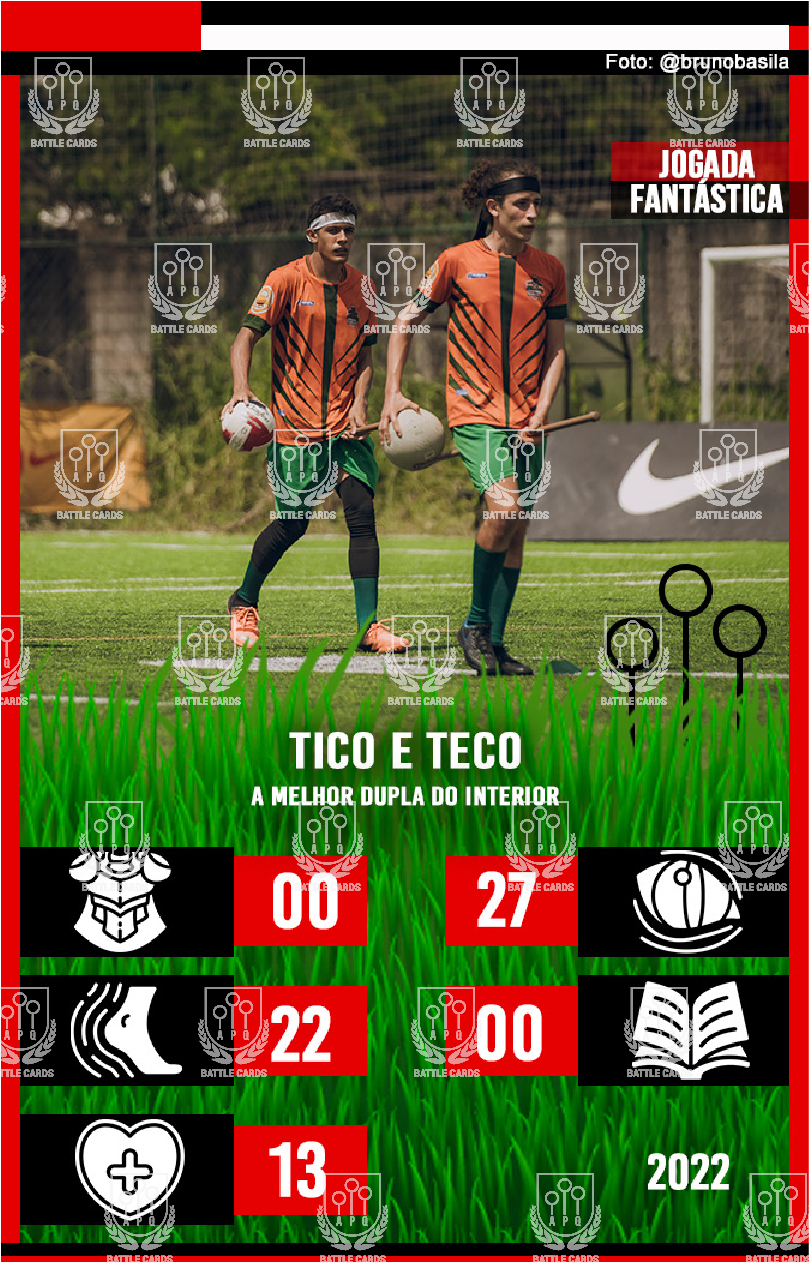 Foto: @brunobasila
JOGADA
FANTÁSTICA
TICO E TECO
A MELHOR DUPLA DO INTERIOR
00
27
22
00
13
2022
APQ
BATTLE CARDS